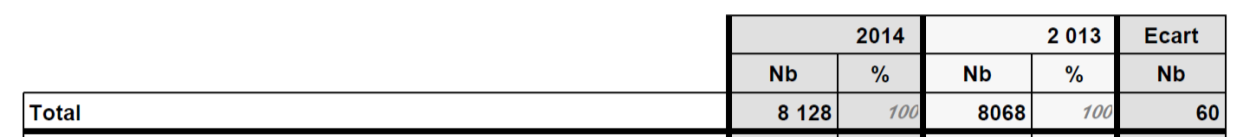 2014 2 013 Ecart
Nb % Nb % Nb
Total 8 128 100 8068 100 60